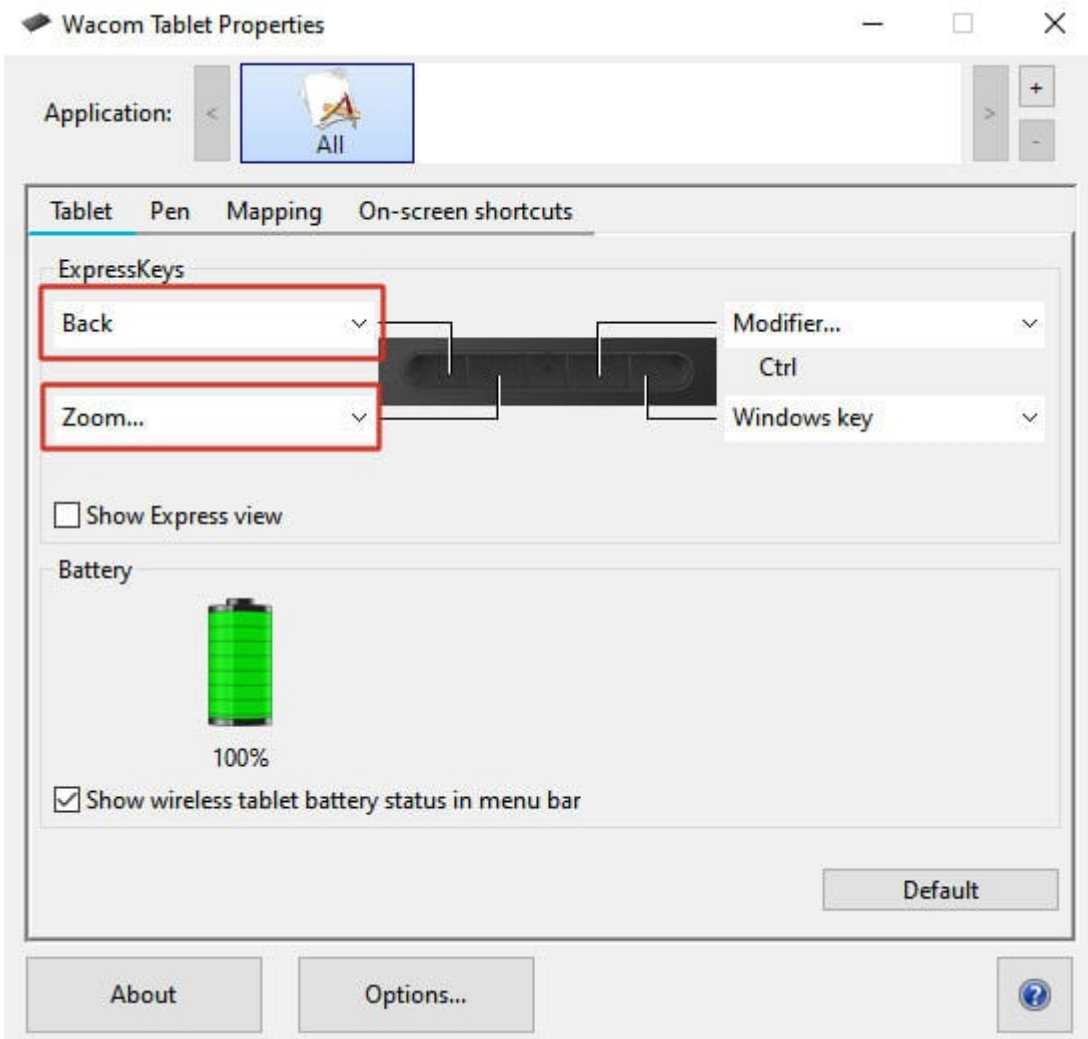 Wacom Tablet Properties
Application:
<
All
>
+
-
Tablet Pen Mapping On-screen shortcuts
ExpressKeys
Back
Modifier...
Ctrl
Zoom...
Windows key
Show Express view
Battery
100%
Show wireless tablet battery status in menu bar
Default
About
Options...
?